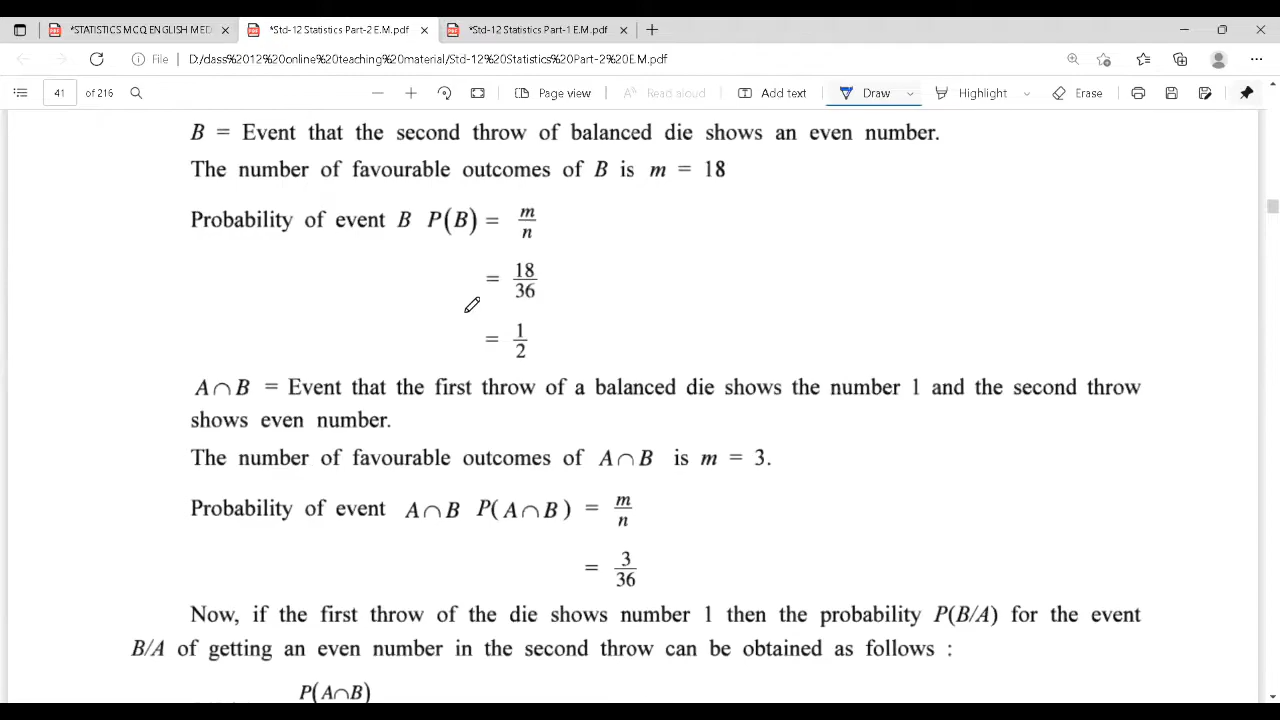 *STATISTICS MCQ ENGLISH MED
*Std-12 Statistics Part-2 E.M.pdf
*Std-12 Statistics Part-1 E.M.pdf
File D:/class%2012%20online%20teaching%20material/Std-12%20Statistics%20Part-2%20E.M.pdf
41 of 216 Page view Read aloud Add text Draw Highlight Erase
B = Event that the second throw of balanced die shows an even number.
The number of favourable outcomes of B is m = 18
Probability of event B P(B) = m/n
= 18/36
= 1/2
A∩B = Event that the first throw of a balanced die shows the number 1 and the second throw
shows even number.
The number of favourable outcomes of A∩B is m = 3.
Probability of event A∩B P(A∩B) = m/n
= 3/36
Now, if the first throw of the die shows number 1 then the probability P(B/A) for the event
B/A of getting an even number in the second throw can be obtained as follows :
P(A∩B)